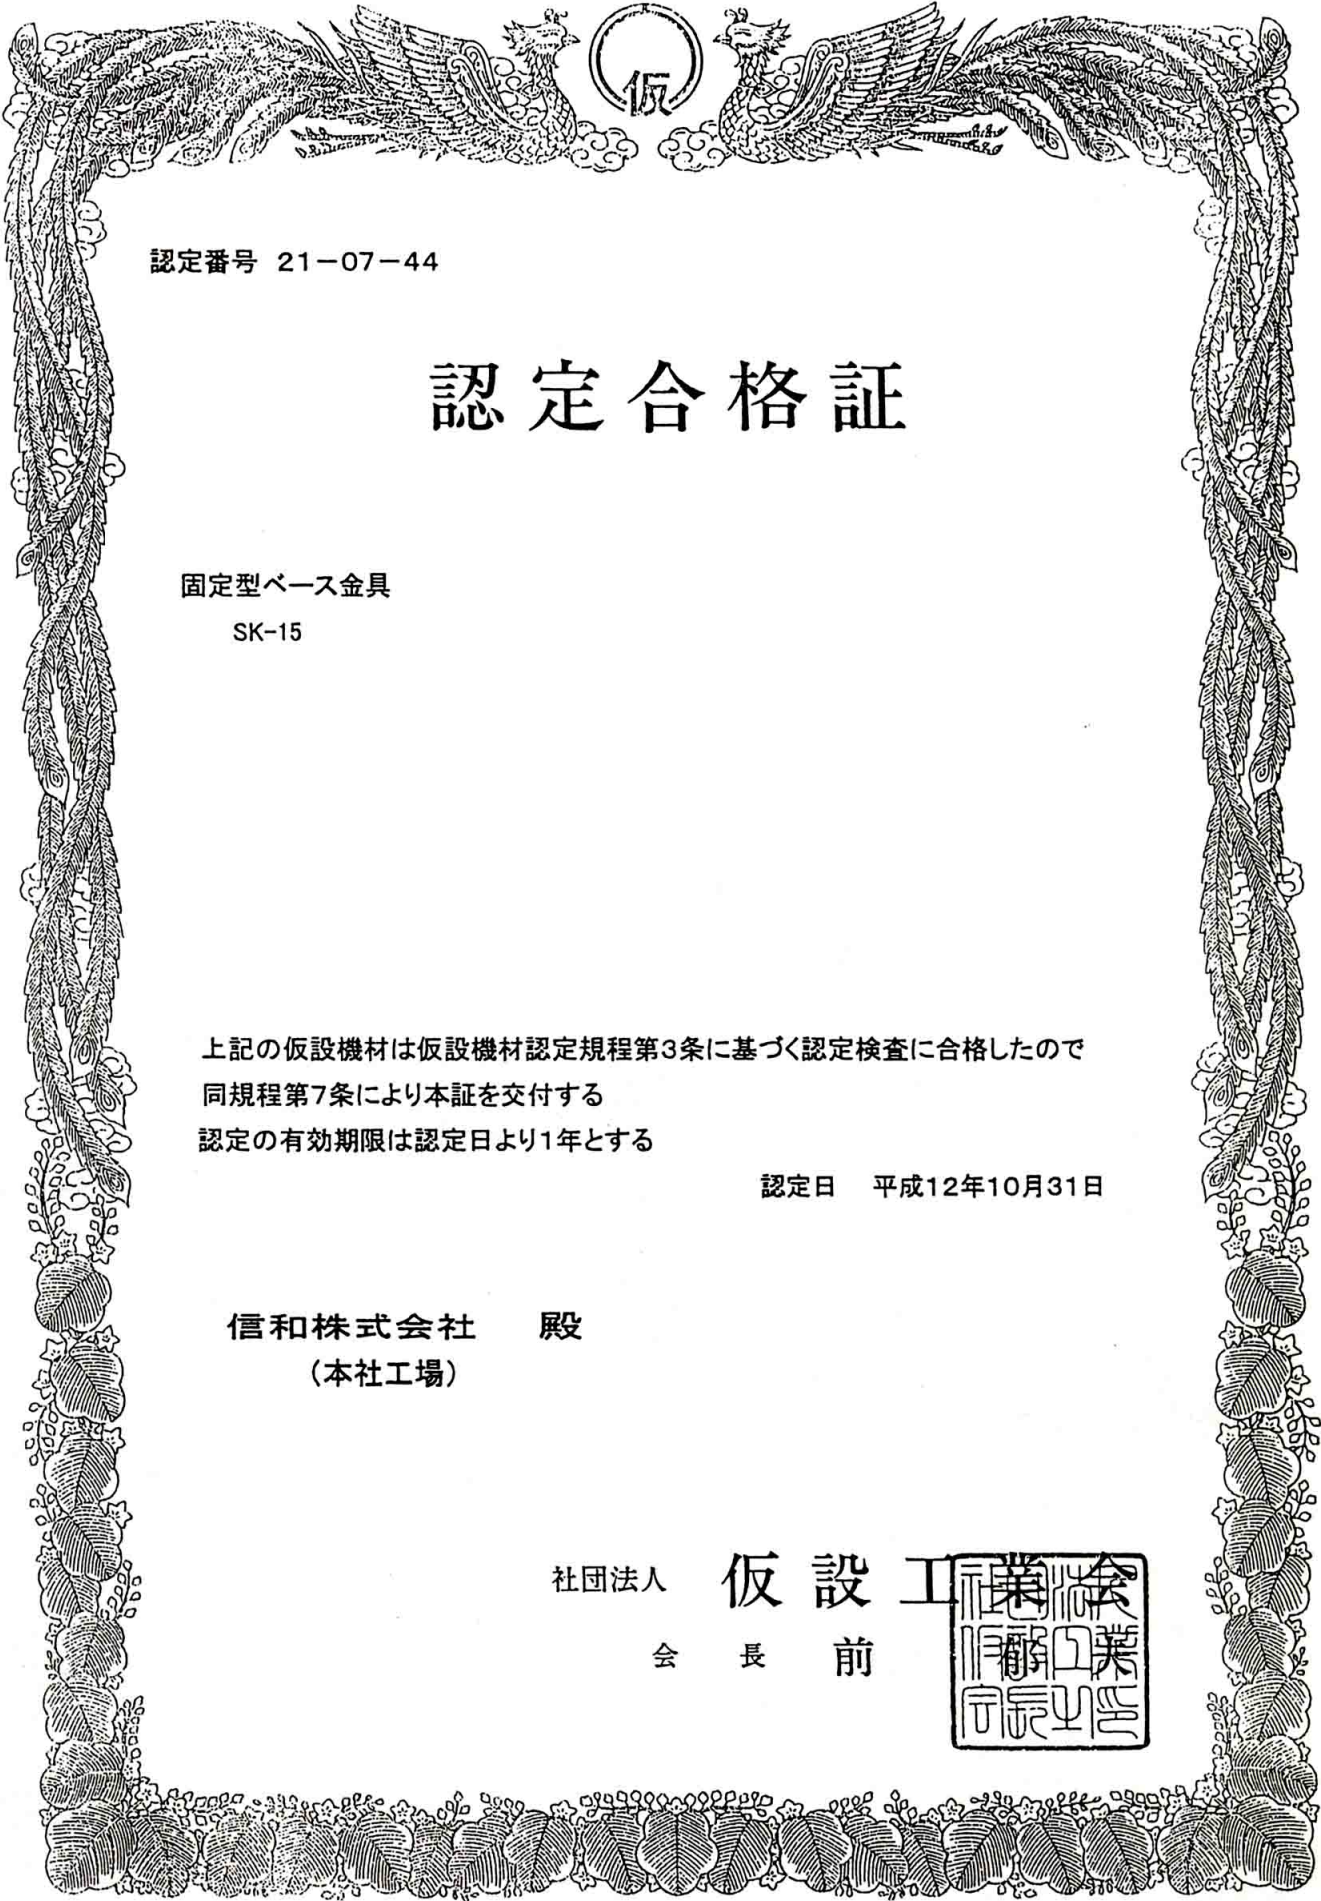 仮
認定番号 21-07-44
認定合格証
固定型ベース金具
SK-15
上記の仮設機材は仮設機材認定規程第3条に基づく認定検査に合格したので
同規程第7条により本証を交付する
認定の有効期限は認定日より1年とする
認定日 平成12年10月31日
信和株式会社 殿
(本社工場)
社団法人 仮設工業会
会長 前 郁夫